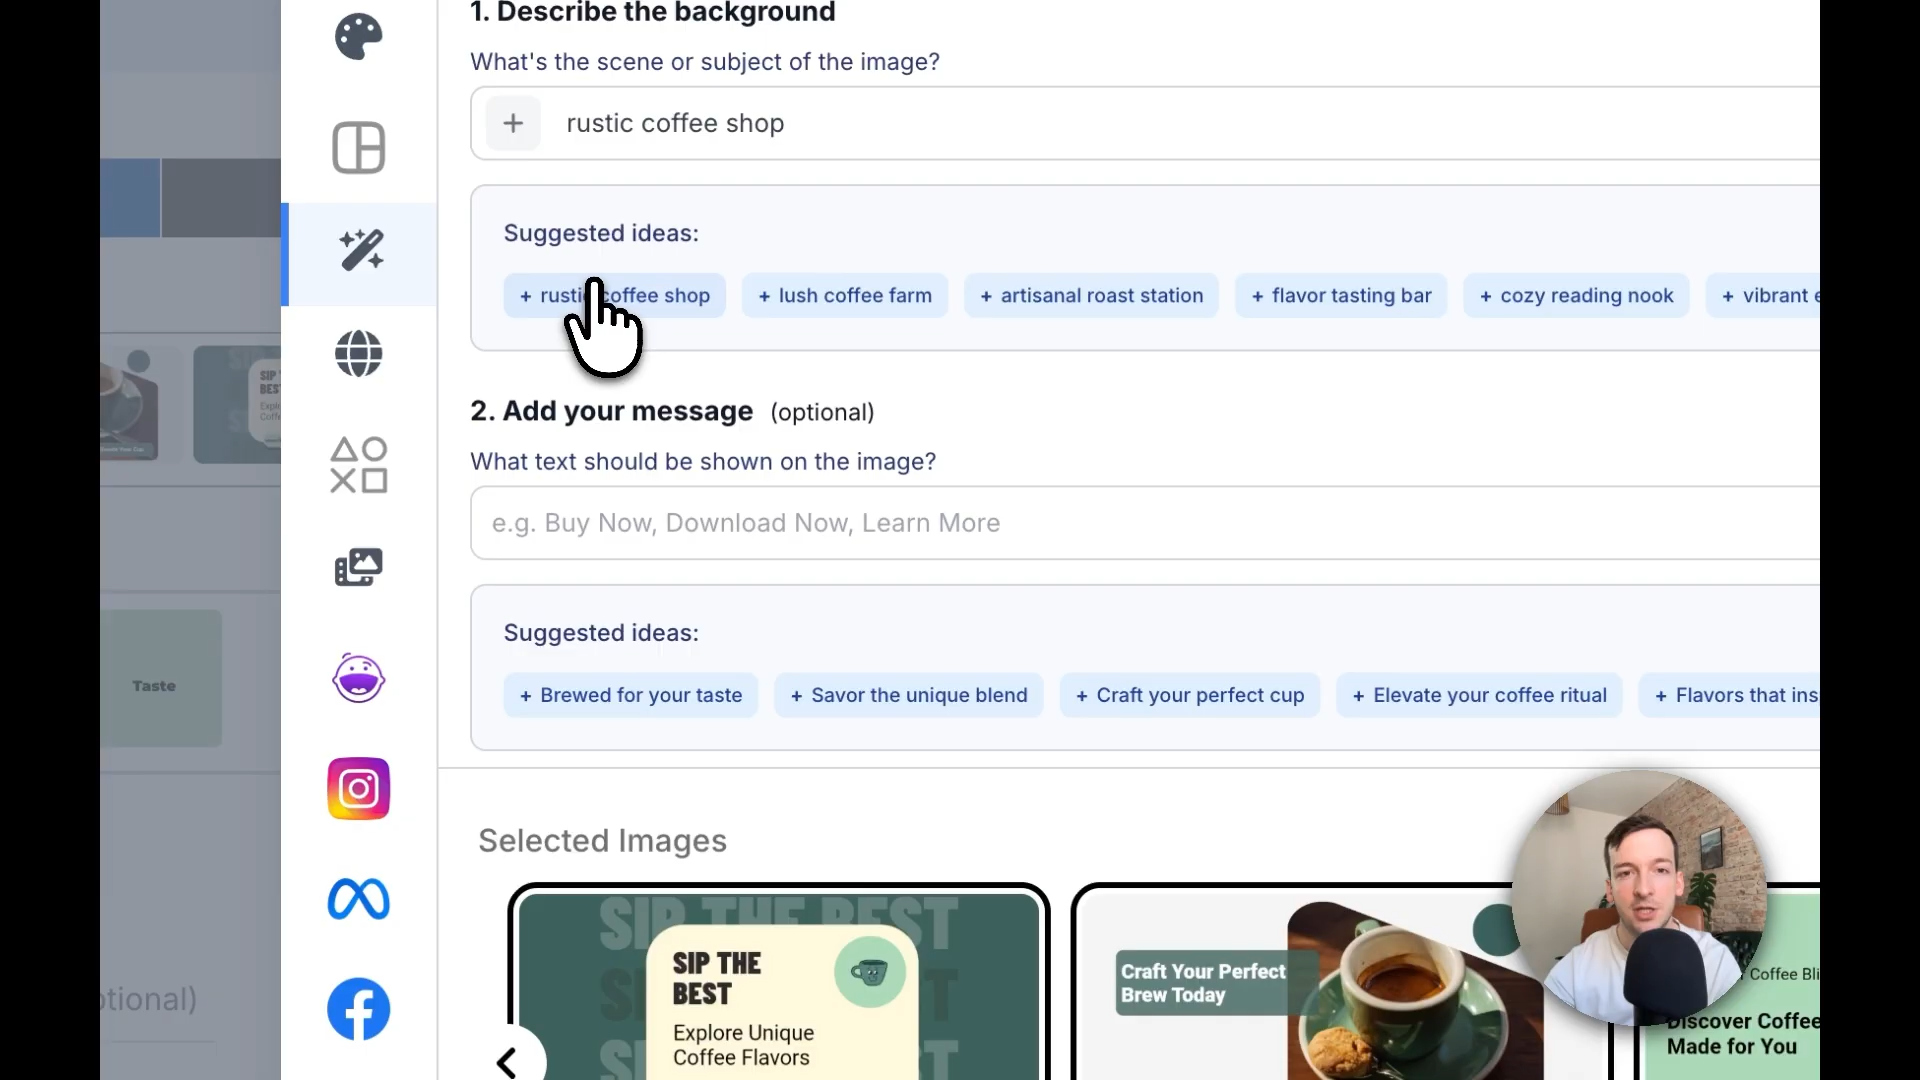 1. Describe the background
What's the scene or subject of the image?
+ rustic coffee shop
Suggested ideas:
+ rustic coffee shop
+ lush coffee farm
+ artisanal roast station
+ flavor tasting bar
+ cozy reading nook
+ vibrant
2. Add your message (optional)
What text should be shown on the image?
e.g. Buy Now, Download Now, Learn More
Suggested ideas:
+ Brewed for your taste
+ Savor the unique blend
+ Craft your perfect cup
+ Elevate your coffee ritual
+ Flavors that ins
Taste
Selected Images
SIP THE BEST
SIP THE
BEST
Explore Unique
Coffee Flavors
Craft Your Perfect
Brew Today
Coffee Bli
Discover Coffee
Made for You
otional)